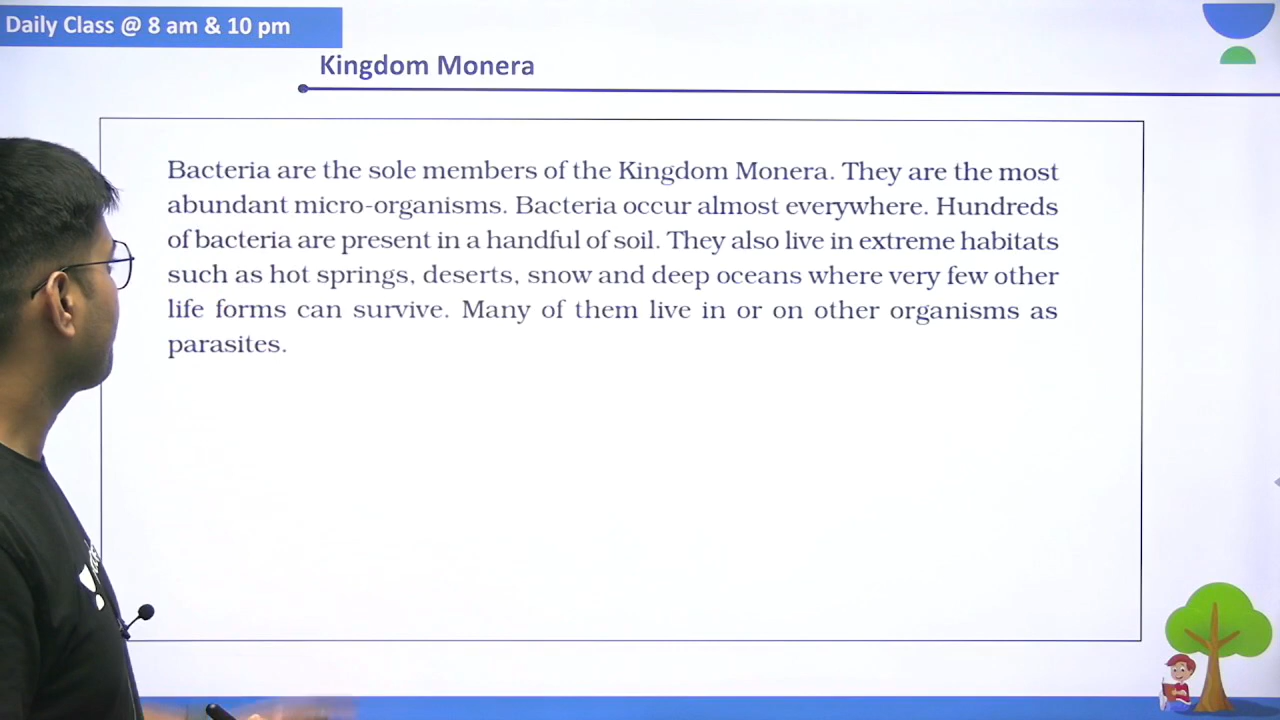 Daily Class @ 8 am & 10 pm
Kingdom Monera
Bacteria are the sole members of the Kingdom Monera. They are the most
abundant micro-organisms. Bacteria occur almost everywhere. Hundreds
of bacteria are present in a handful of soil. They also live in extreme habitats
such as hot springs, deserts, snow and deep oceans where very few other
life forms can survive. Many of them live in or on other organisms as
parasites.